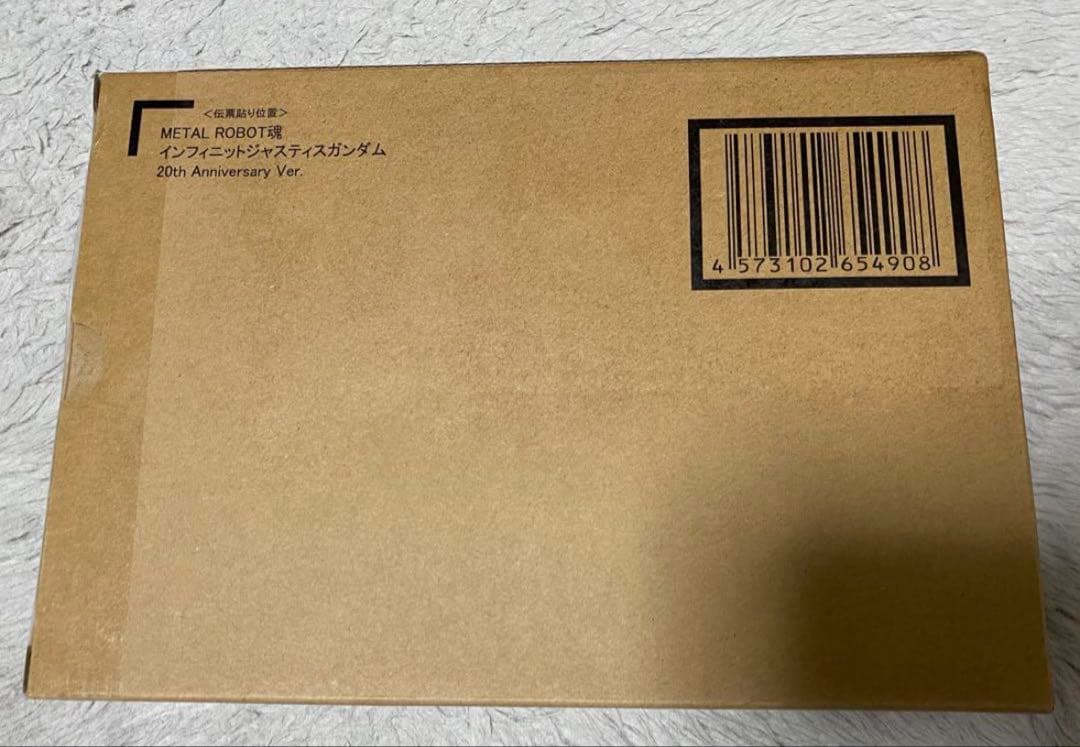 <伝票貼り位置>
METAL ROBOT魂
インフィニットジャスティスガンダム
20th Anniversary Ver.
4 573102 654908